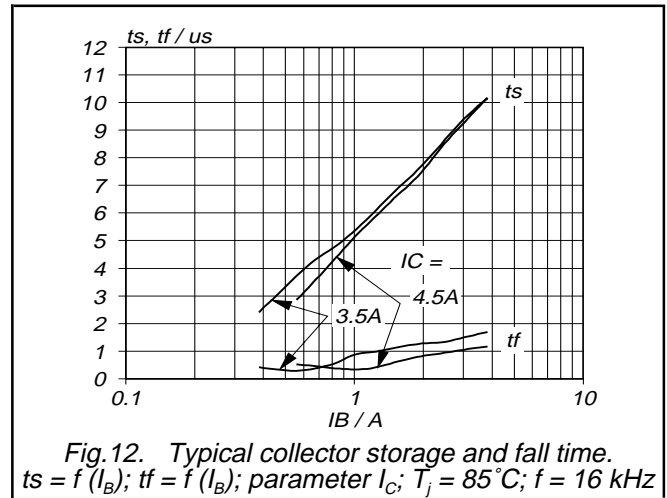 ts, tf / us
12
11
10
9
8
7
6
5
4
3
2
1
0
ts
IC =
4.5A
3.5A
tf
0.1 1 10
IB / A
Fig.12. Typical collector storage and fall time.
ts = f (IB); tf = f (IB); parameter IC; Tj = 85˚C; f = 16 kHz